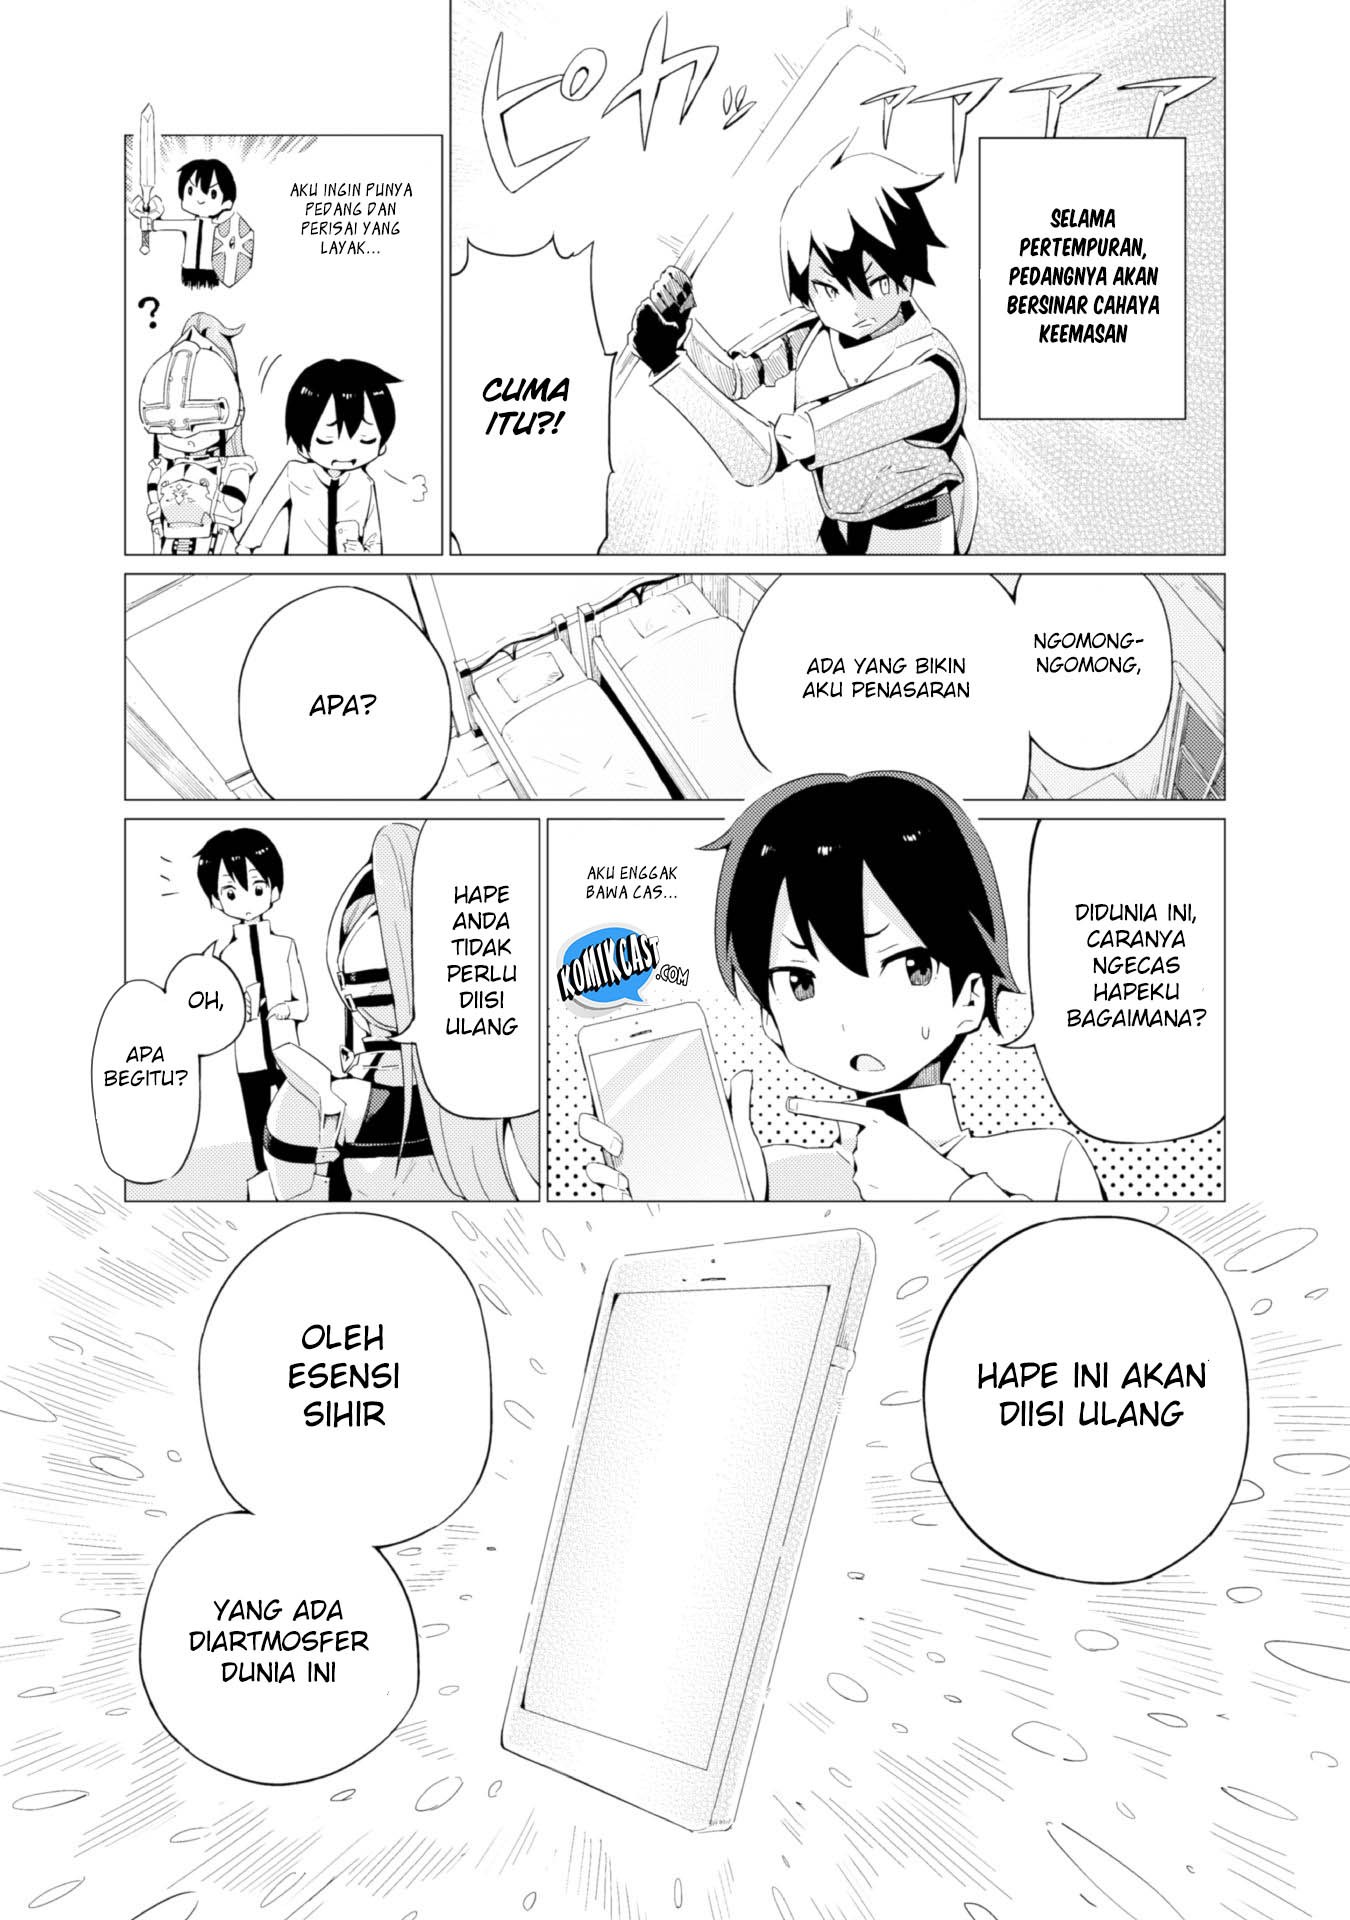 ピカッ
アアアア
SELAMA
PERTEMPURAN,
PEDANGNYA AKAN
BERSINAR CAHAYA
KEEMASAN
CUMA
ITU?!
AKU INGIN PUNYA
PEDANG DAN
PERISAI YANG
LAYAK...
?
NGOMONG-
NGOMONG,
ADA YANG BIKIN
AKU PENASARAN
APA?
DIDUNIA INI,
CARANYA
NGECAS
HAPEKU
BAGAIMANA?
AKU ENGGAK
BAWA CAS...
KOMIKCAST
.COM
HAPE
ANDA
TIDAK
PERLU
DIISI
ULANG
OH,
APA
BEGITU?
HAPE INI AKAN
DIISI ULANG
OLEH
ESENSI
SIHIR
YANG ADA
DIARTMOSFER
DUNIA INI